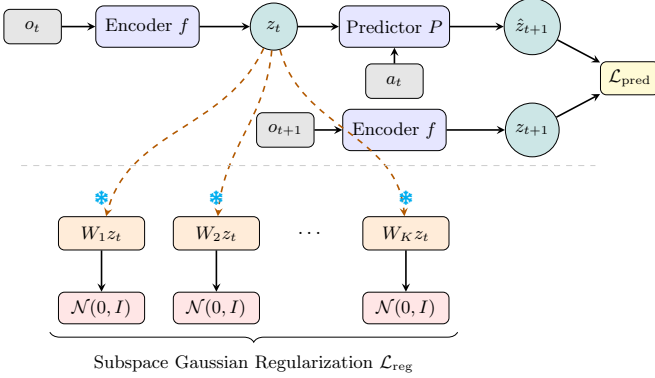 o_t Encoder f z_t Predictor P ẑ_{t+1}
a_t
ℒ_pred
o_{t+1} Encoder f z_{t+1}
W_1 z_t W_2 z_t ... W_K z_t
𝒩(0, I) 𝒩(0, I) 𝒩(0, I)
Subspace Gaussian Regularization ℒ_reg